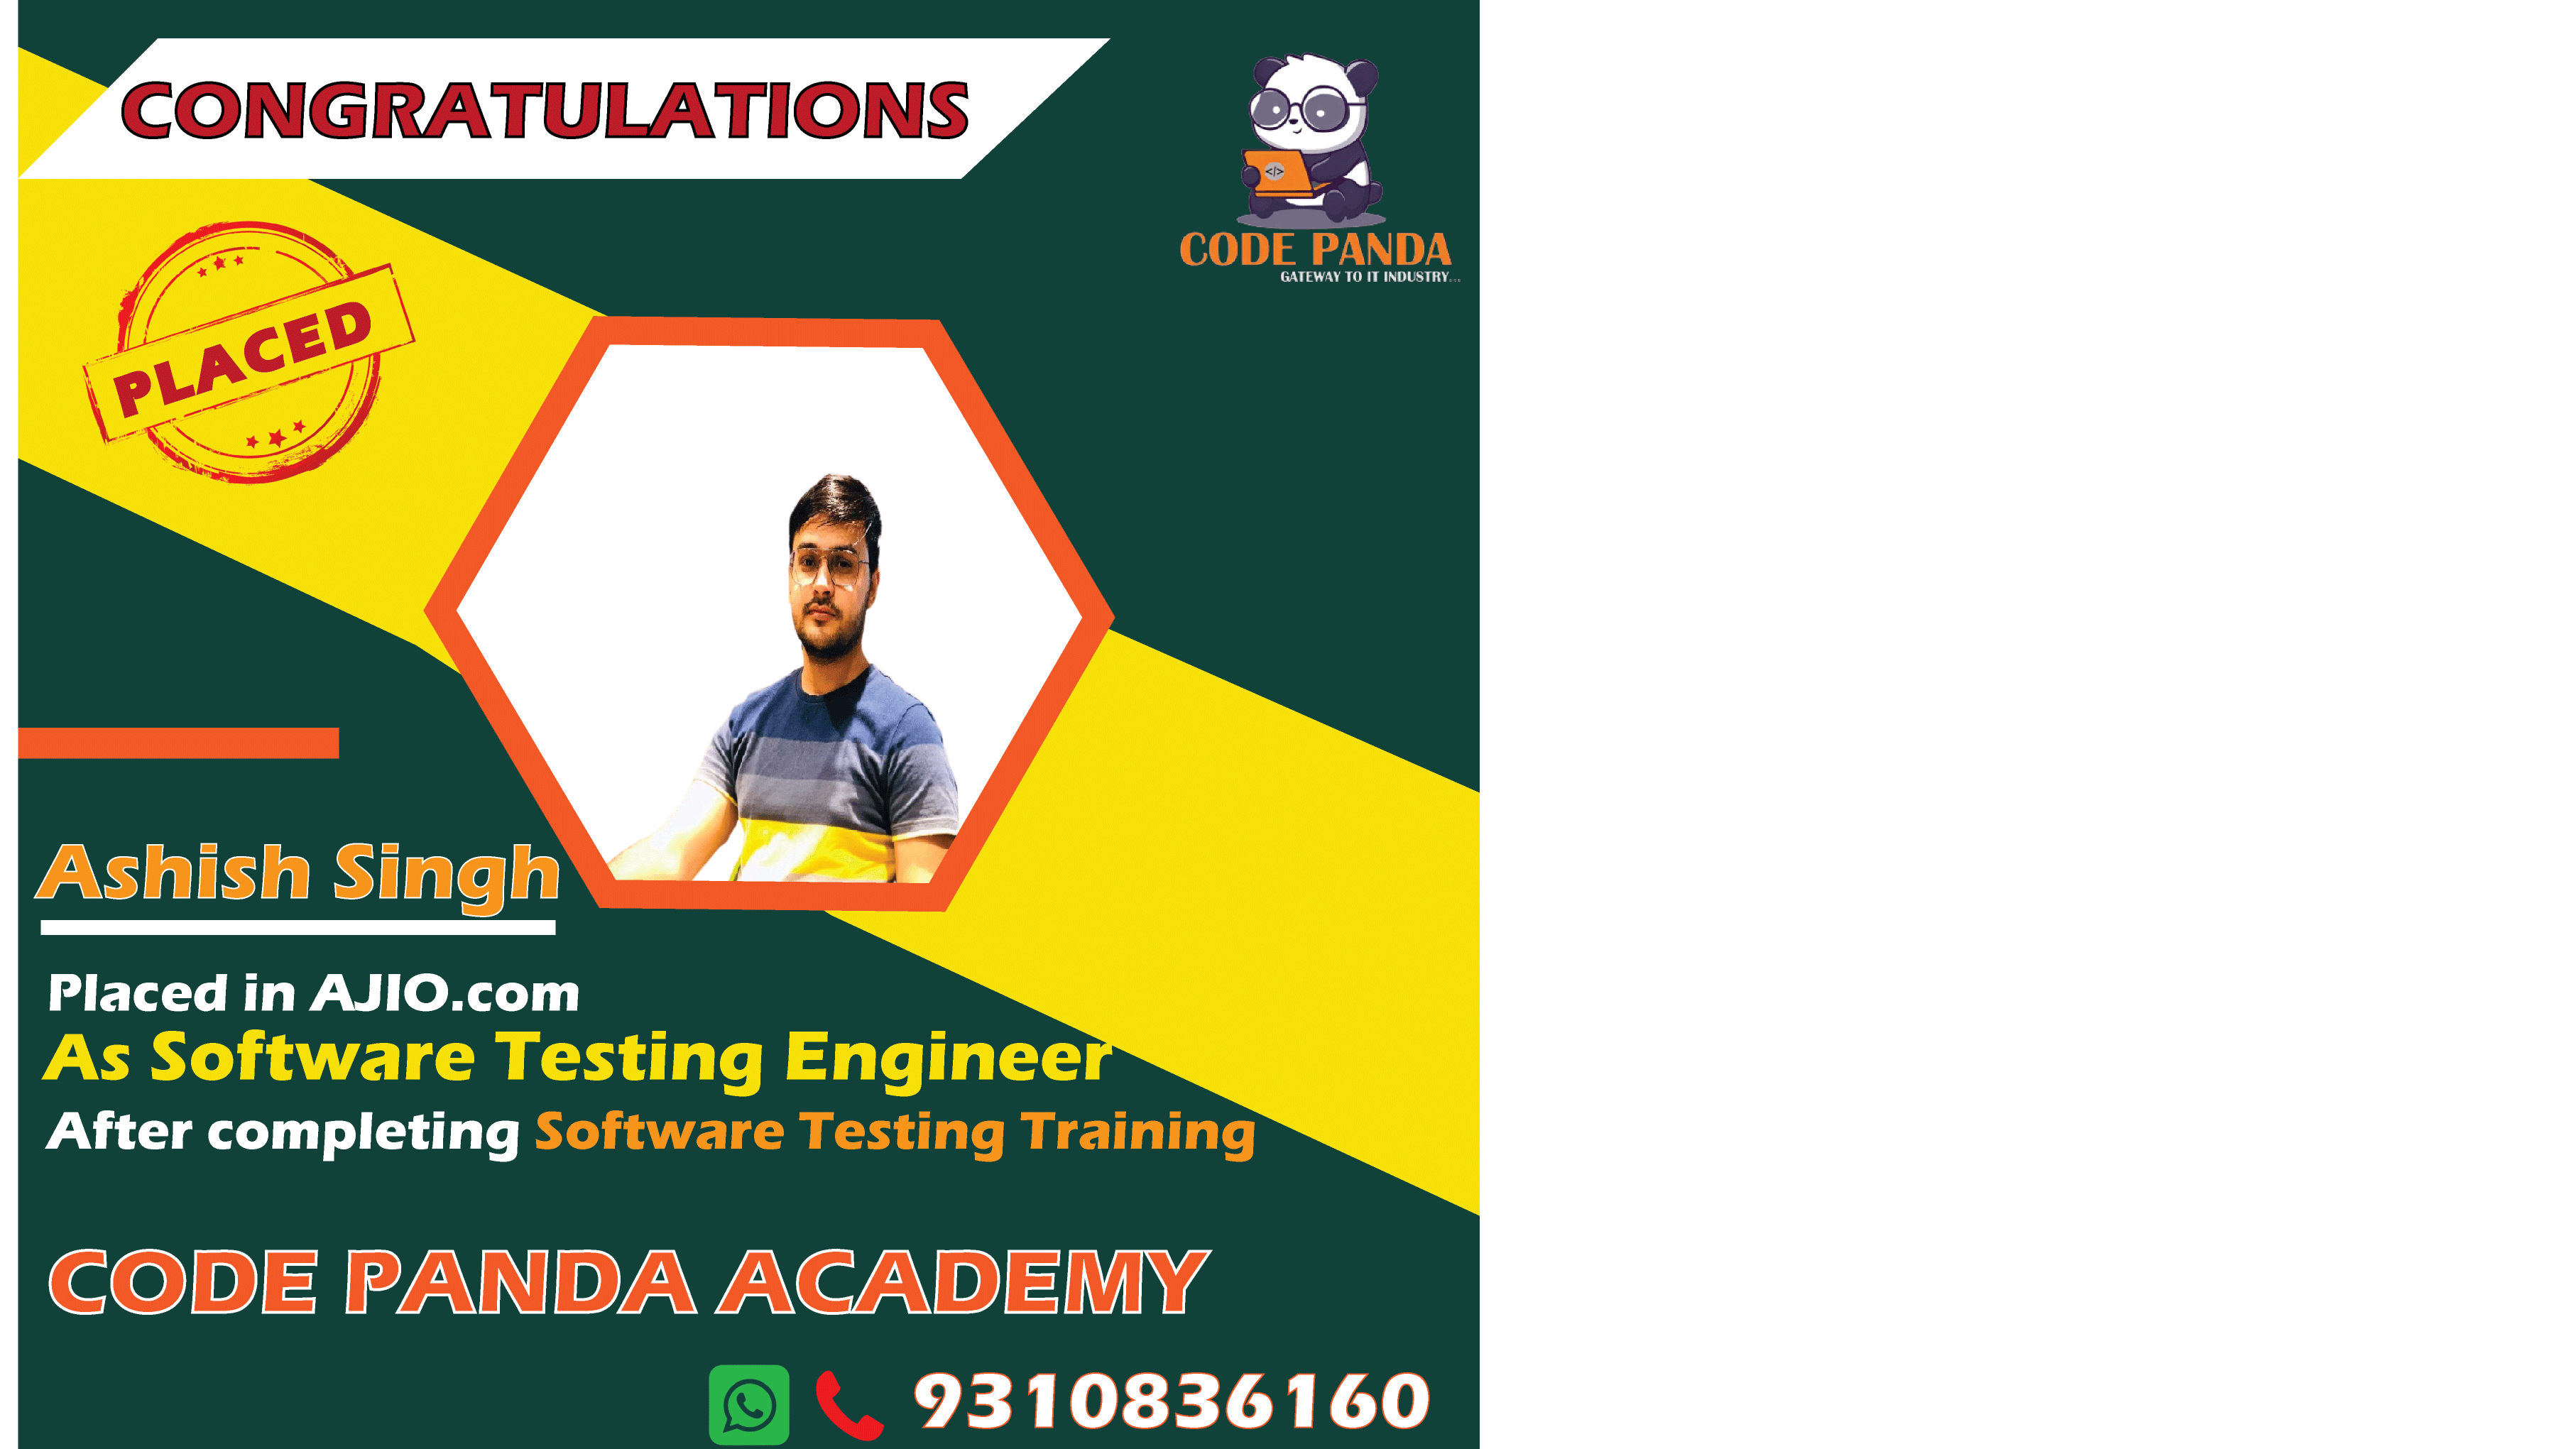 CONGRATULATIONS
</>
CODE PANDA
GATEWAY TO IT INDUSTRY...
PLACED
Ashish Singh
Placed in AJIO.com
As Software Testing Engineer
After completing Software Testing Training
CODE PANDA ACADEMY
9310836160